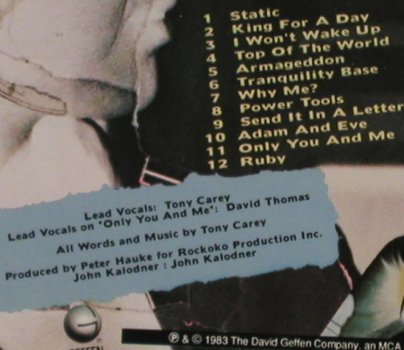 1 Static
2 King For A Day
3 I Won't Wake Up
4 Top Of The World
5 Armageddon
6 Tranquility Base
7 Why Me?
8 Power Tools
9 Send It In A Letter
10 Adam And Eve
11 Only You And Me
12 Ruby
Lead Vocals: Tony Carey
Lead Vocals on "Only You And Me": David Thomas
All Words and Music by Tony Carey
Produced by Peter Hauke for Rockoko Production Inc.
John Kalodner : John Kalodner
℗ & © 1983 The David Geffen Company, an MCA